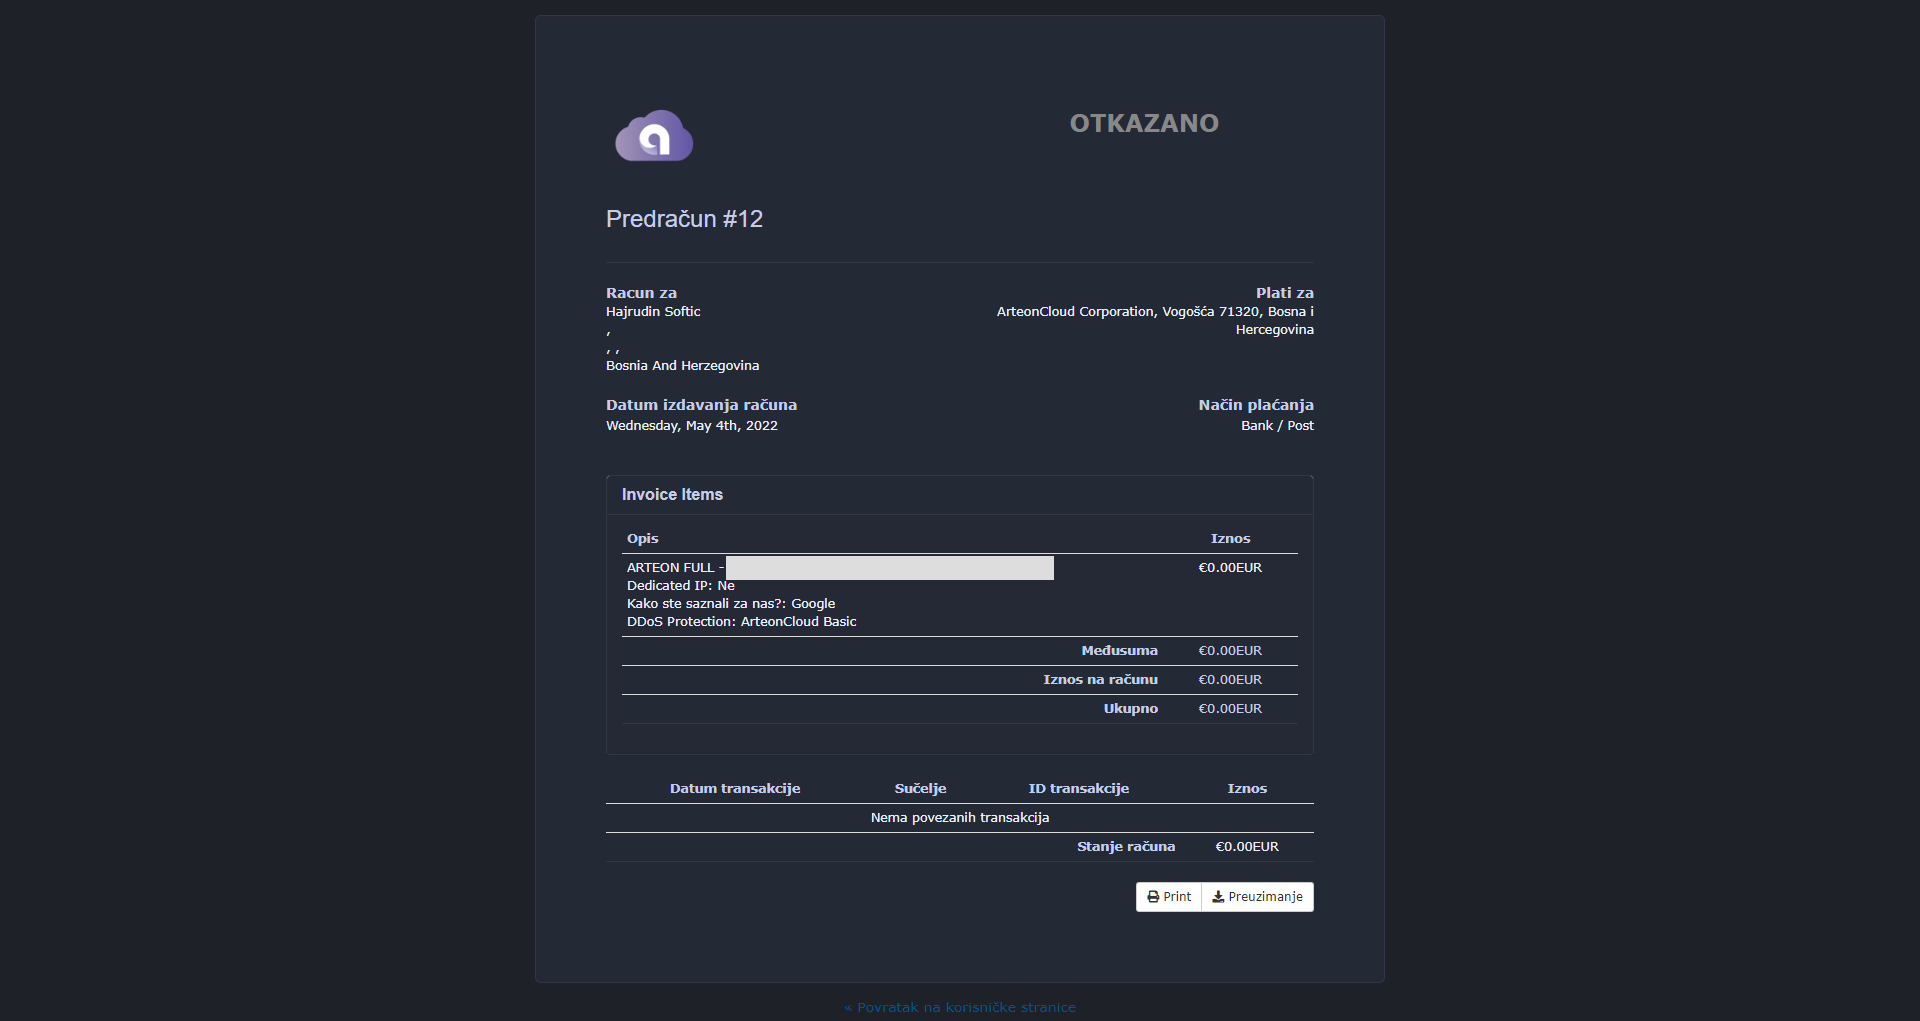 OTKAZANO
Predračun #12
Racun za
Hajrudin Softic
,
, ,
Bosnia And Herzegovina
Plati za
ArteonCloud Corporation, Vogošća 71320, Bosna i
Hercegovina
Datum izdavanja računa
Wednesday, May 4th, 2022
Način plaćanja
Bank / Post
Invoice Items
Opis Iznos
ARTEON FULL - €0.00EUR
Dedicated IP: Ne
Kako ste saznali za nas?: Google
DDoS Protection: ArteonCloud Basic
Međusuma €0.00EUR
Iznos na računu €0.00EUR
Ukupno €0.00EUR
Datum transakcije Sučelje ID transakcije Iznos
Nema povezanih transakcija
Stanje računa €0.00EUR
Print Preuzimanje
« Povratak na korisničke stranice